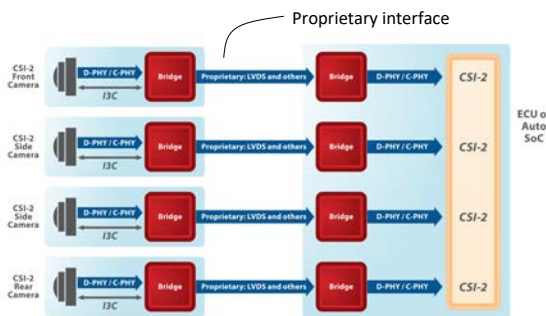 Proprietary interface
CSI-2
Front
Camera
D-PHY / C-PHY
I3C
Bridge
Proprietary: LVDS and others
Bridge
D-PHY / C-PHY
CSI-2
CSI-2
Side
Camera
D-PHY / C-PHY
I3C
Bridge
Proprietary: LVDS and others
Bridge
D-PHY / C-PHY
CSI-2
ECU o
Auto
SoC
CSI-2
Side
Camera
D-PHY / C-PHY
I3C
Bridge
Proprietary: LVDS and others
Bridge
D-PHY / C-PHY
CSI-2
CSI-2
Rear
Camera
D-PHY / C-PHY
I3C
Bridge
Proprietary: LVDS and others
Bridge
D-PHY / C-PHY
CSI-2